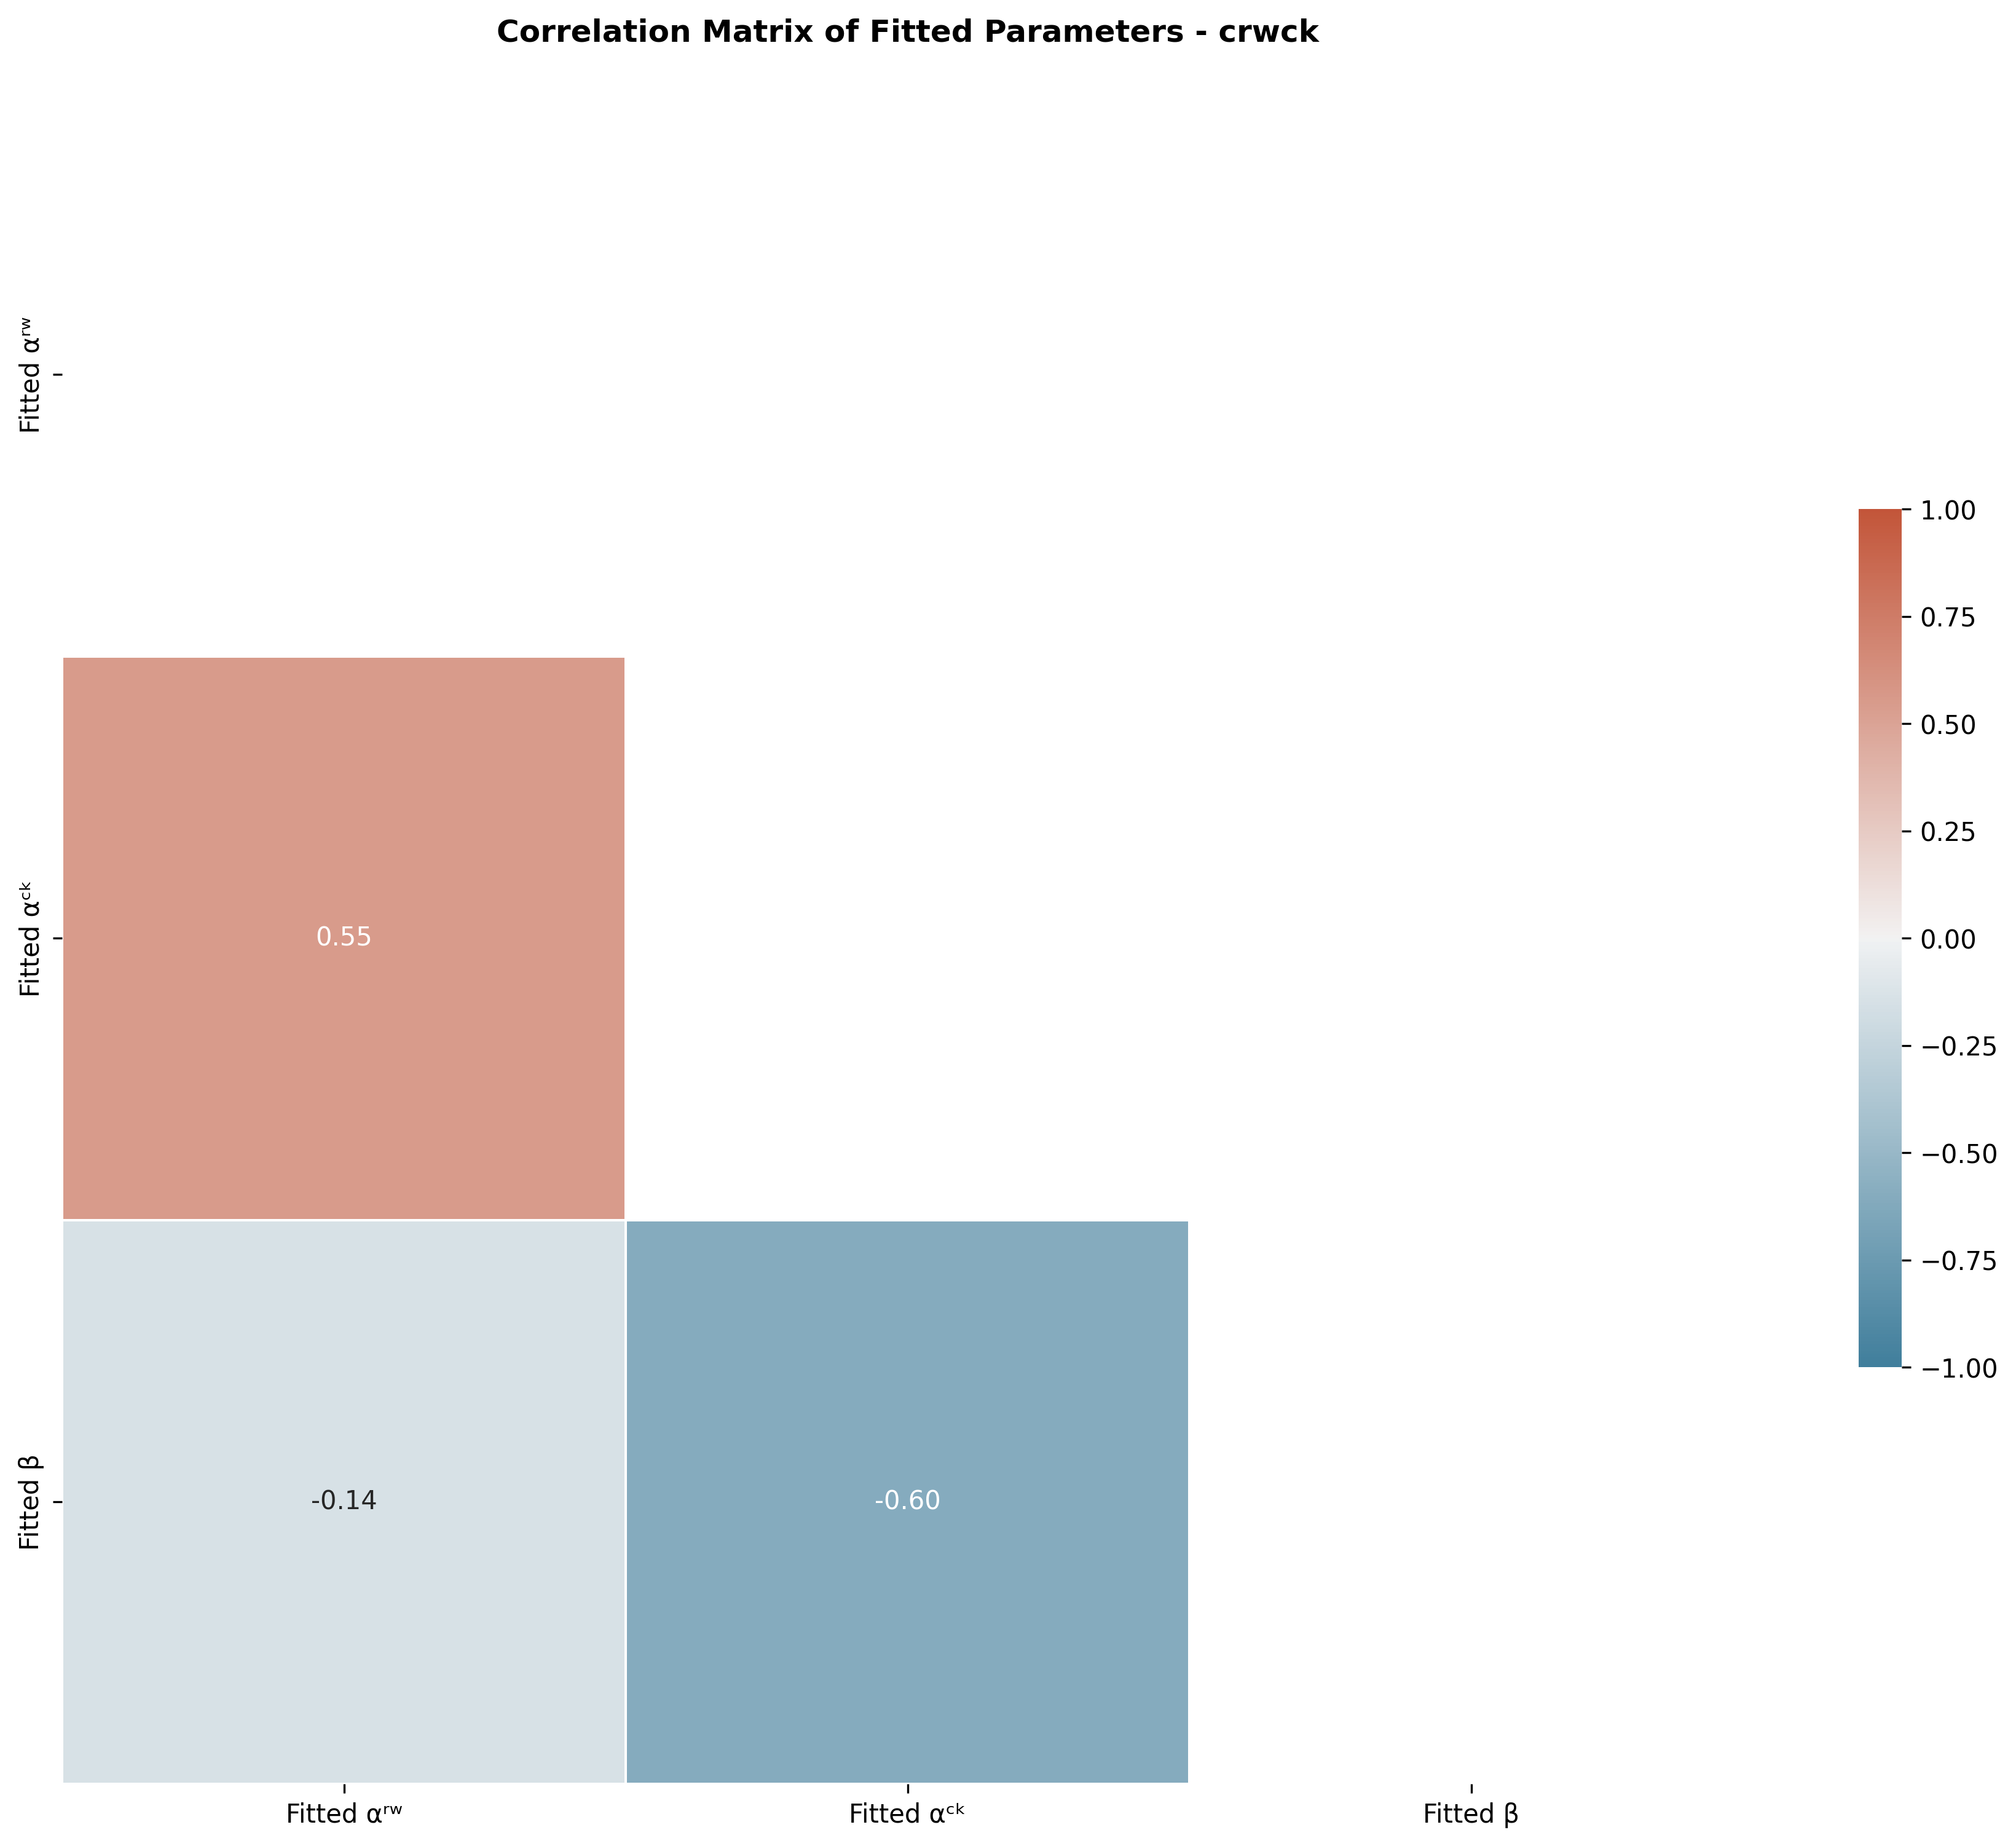 Correlation Matrix of Fitted Parameters - crwck
Fitted αʳʷ
Fitted αᶜᵏ
Fitted β
0.55
-0.14
-0.60
Fitted αʳʷ
Fitted αᶜᵏ
Fitted β
1.00
0.75
0.50
0.25
0.00
−0.25
−0.50
−0.75
−1.00